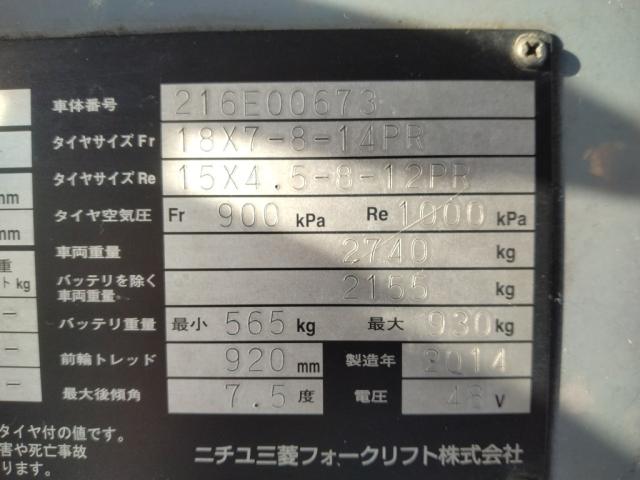 車体番号 216E00673
タイヤサイズ Fr 18X7-8-14PR
タイヤサイズ Re 15X4.5-8-12PR
mm
タイヤ空気圧 Fr 900 kPa Re 1000 kPa
mm
車両重量 2740 kg
重
ト kg
バッテリを除く
車両重量 2155 kg
バッテリ重量 最小 565 kg 最大 930 kg
前輪トレッド 920 mm 製造年 2014
最大後傾角 7.5 度 電圧 48 V
タイヤ付の値です。
害や死亡事故
ります。
ニチユ三菱フォークリフト株式会社